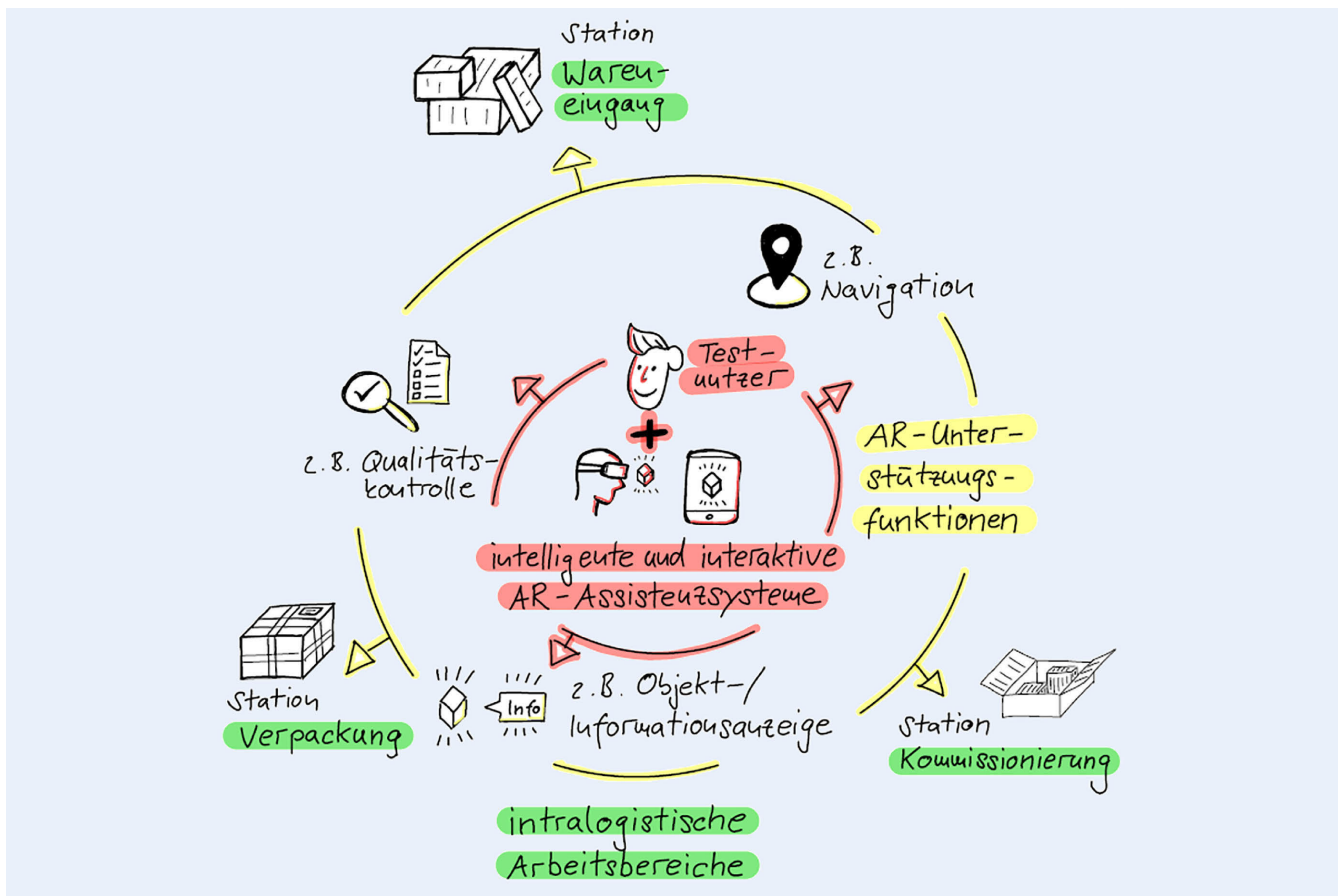 Station
Waren-
eingang
z.B.
Navigation
Test-
nutzer
AR-Unter-
stützungs-
funktionen
z.B. Qualitäts-
kontrolle
intelligente und interaktive
AR-Assistenzsysteme
Station
Verpackung
Info
z.B. Objekt-/
Informationsanzeige
Station
Kommissionierung
intralogistische
Arbeitsbereiche